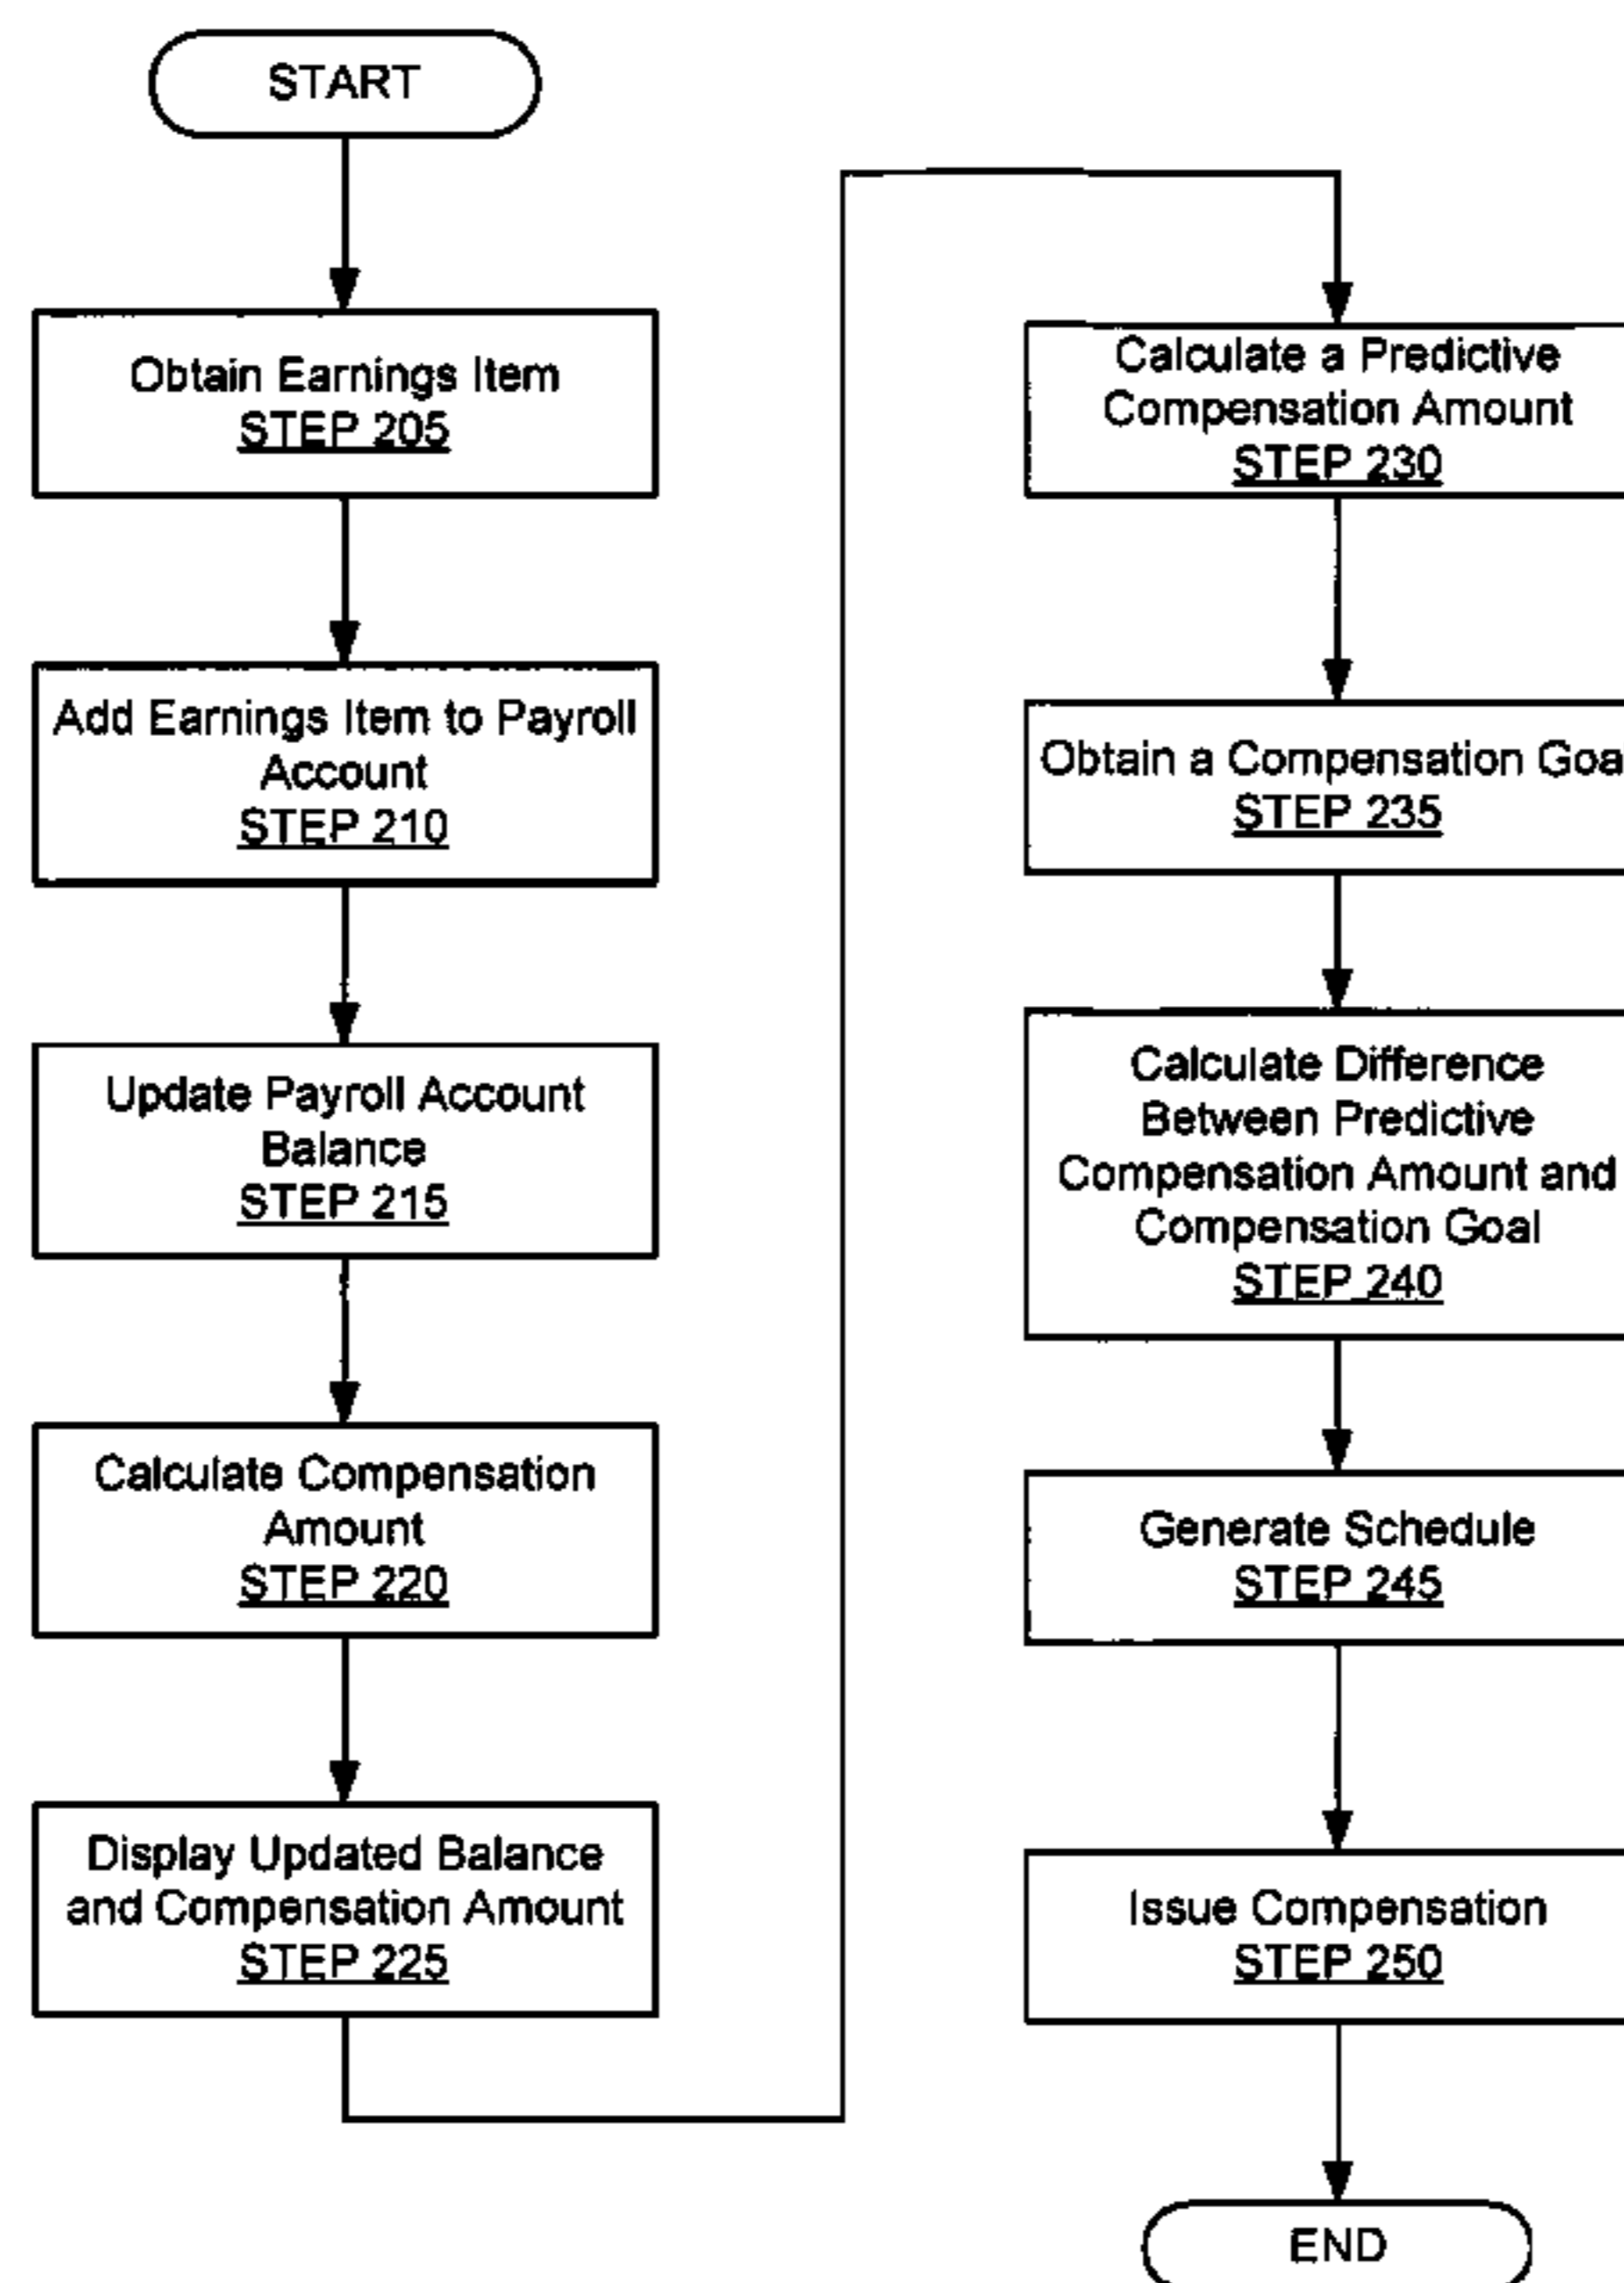 START
Obtain Earnings Item
STEP 205
Add Earnings Item to Payroll
Account
STEP 210
Update Payroll Account
Balance
STEP 215
Calculate Compensation
Amount
STEP 220
Display Updated Balance
and Compensation Amount
STEP 225
Calculate a Predictive
Compensation Amount
STEP 230
Obtain a Compensation Goa
STEP 235
Calculate Difference
Between Predictive
Compensation Amount and
Compensation Goal
STEP 240
Generate Schedule
STEP 245
Issue Compensation
STEP 250
END